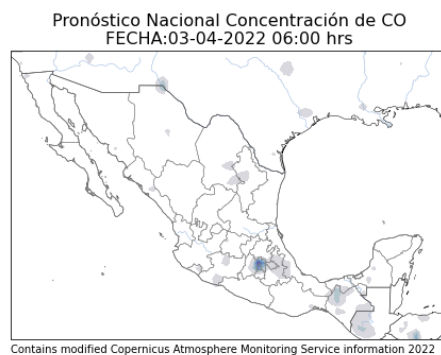 Pronóstico Nacional Concentración de CO
FECHA:03-04-2022 06:00 hrs
Contains modified Copernicus Atmosphere Monitoring Service information 2022